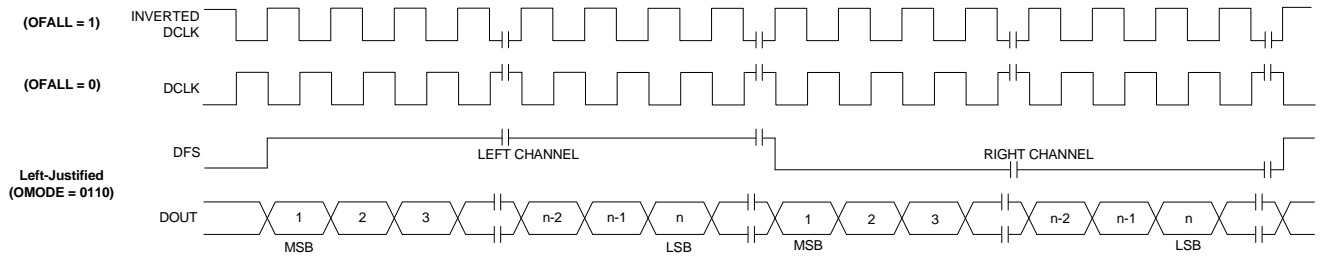 (OFALL = 1)
INVERTED
DCLK
(OFALL = 0)
DCLK
DFS
LEFT CHANNEL
RIGHT CHANNEL
Left-Justified
(OMODE = 0110)
DOUT
1 2 3 n-2 n-1 n 1 2 3 n-2 n-1 n
MSB LSB MSB LSB